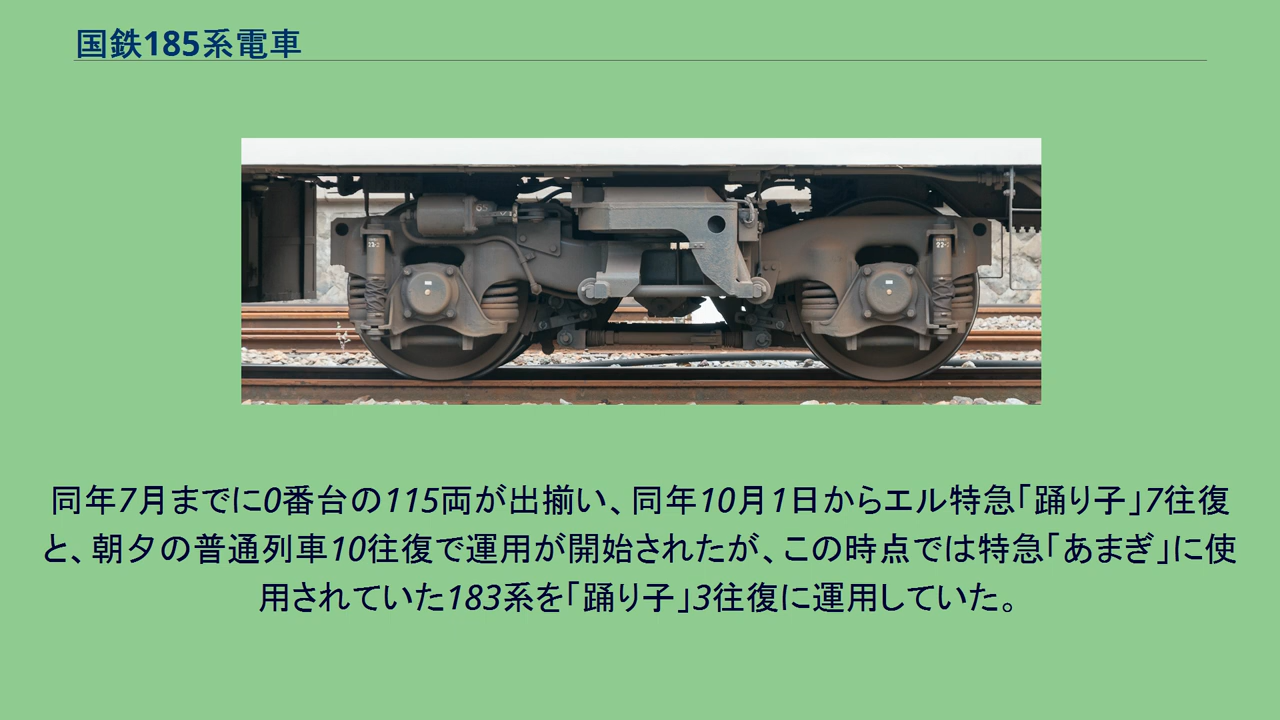 国鉄185系電車
23-2
22-2
同年7月までに0番台の115両が出揃い、同年10月1日からエル特急「踊り子」7往復
と、朝夕の普通列車10往復で運用が開始されたが、この時点では特急「あまぎ」に使
用されていた183系を「踊り子」3往復に運用していた。